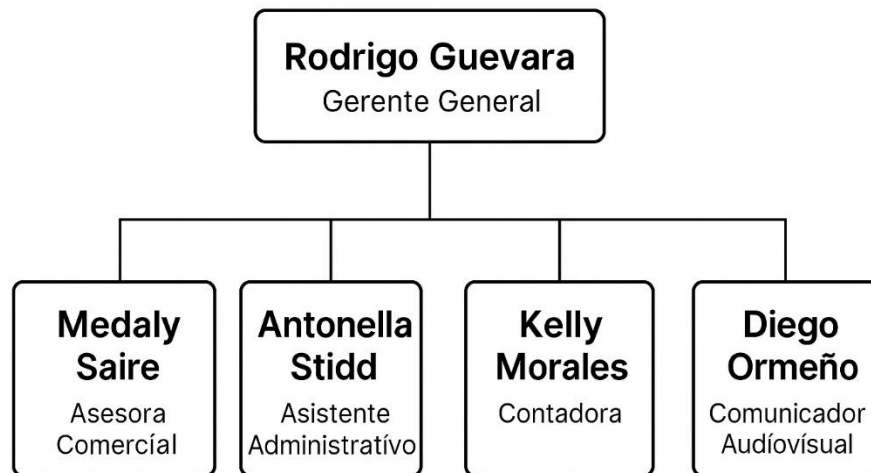 Rodrigo Guevara
Gerente General
Medaly
Saire
Asesora
Comercíal
Antonella
Stidd
Asistente
Administratívo
Kelly
Morales
Contadora
Diego
Ormeño
Comunicador
Audíovísual